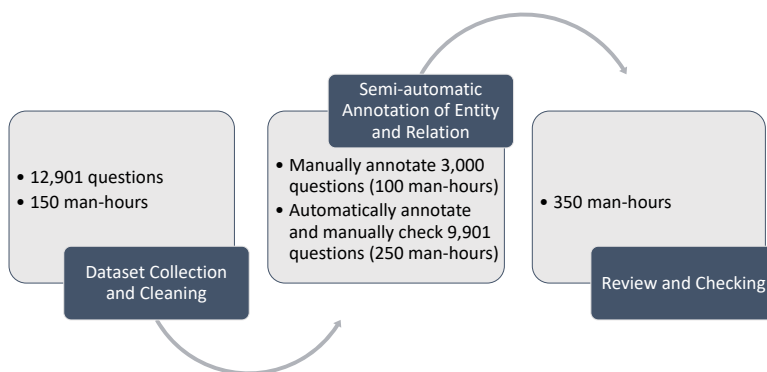 • 12,901 questions
• 150 man-hours
Dataset Collection
and Cleaning
Semi-automatic
Annotation of Entity
and Relation
• Manually annotate 3,000
questions (100 man-hours)
• Automatically annotate
and manually check 9,901
questions (250 man-hours)
• 350 man-hours
Review and Checking